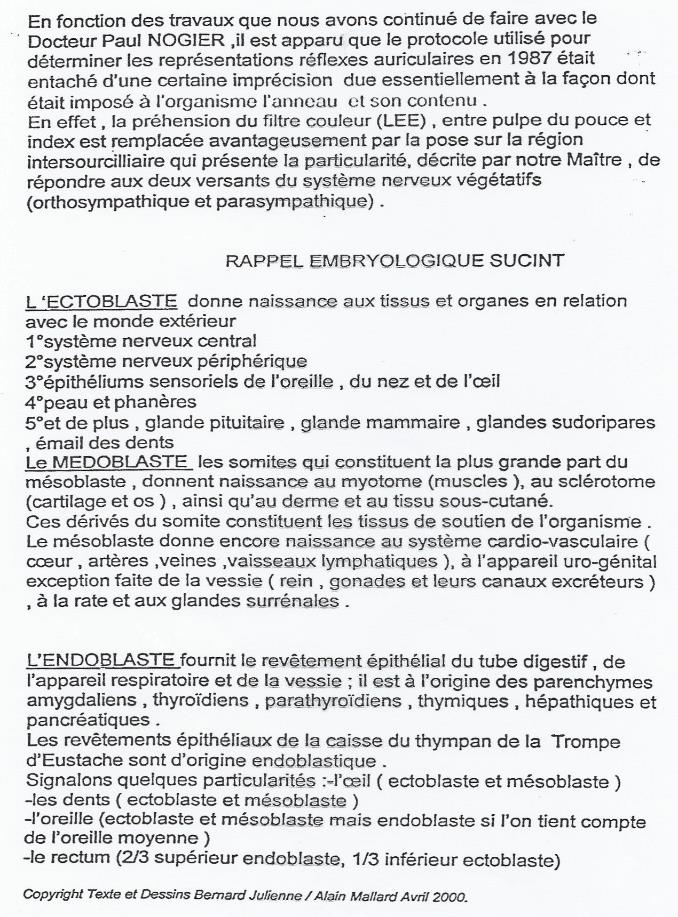 En fonction des travaux que nous avons continué de faire avec le
Docteur Paul NOGIER ,il est apparu que le protocole utilisé pour
déterminer les représentations réflexes auriculaires en 1987 était
entaché d'une certaine imprécision due essentiellement à la façon dont
était imposé à l'organisme l'anneau et son contenu .
En effet , la préhension du filtre couleur (LEE) , entre pulpe du pouce et
index est remplacée avantageusement par la pose sur la région
intersourcilliaire qui présente la particularité, décrite par notre Maître , de
répondre aux deux versants du système nerveux végétatifs
(orthosympathique et parasympathique) .
RAPPEL EMBRYOLOGIQUE SUCINT
L 'ECTOBLASTE donne naissance aux tissus et organes en relation
avec le monde extérieur
1°système nerveux central
2°système nerveux périphérique
3°épithéliums sensoriels de l'oreille , du nez et de l'œil
4°peau et phanères
5°et de plus , glande pituitaire , glande mammaire , glandes sudoripares
, émail des dents
Le MEDOBLASTE les somites qui constituent la plus grande part du
mésoblaste , donnent naissance au myotome (muscles ), au sclérotome
(cartilage et os ) , ainsi qu'au derme et au tissu sous-cutané.
Ces dérivés du somite constituent les tissus de soutien de l'organisme .
Le mésoblaste donne encore naissance au système cardio-vasculaire (
cœur , artères ,veines ,vaisseaux lymphatiques ), à l'appareil uro-génital
exception faite de la vessie ( rein , gonades et leurs canaux excréteurs )
, à la rate et aux glandes surrénales .
L'ENDOBLASTE fournit le revêtement épithélial du tube digestif , de
l'appareil respiratoire et de la vessie ; il est à l'origine des parenchymes
amygdaliens , thyroïdiens , parathyroïdiens , thymiques , hépathiques et
pancréatiques .
Les revêtements épithéliaux de la caisse du thympan de la Trompe
d'Eustache sont d'origine endoblastique .
Signalons quelques particularités :-l'œil ( ectoblaste et mésoblaste )
-les dents ( ectoblaste et mésoblaste )
-l'oreille (ectoblaste et mésoblaste mais endoblaste si l'on tient compte
de l'oreille moyenne )
-le rectum (2/3 supérieur endoblaste, 1/3 inférieur ectoblaste)
Copyright Texte et Dessins Bernard Julienne / Alain Mallard Avril 2000.